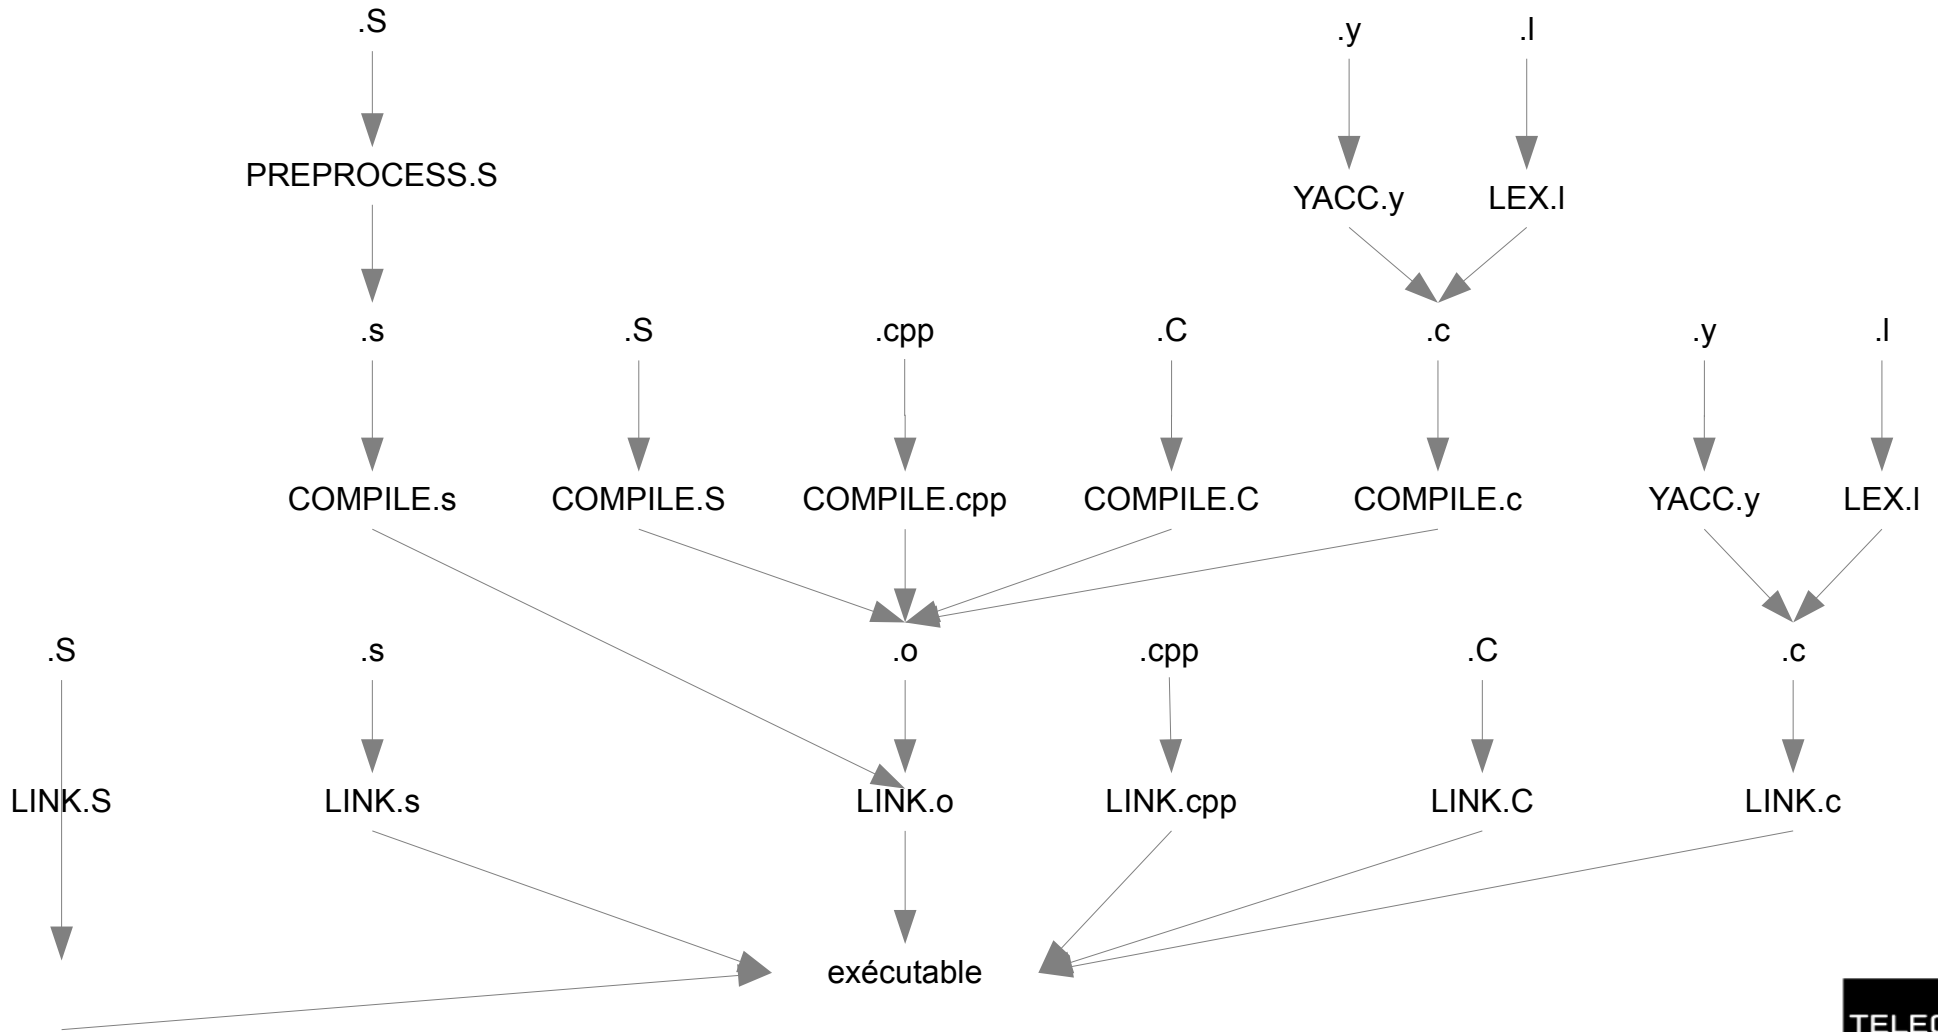 .S
.y .l
PREPROCESS.S
YACC.y LEX.l
.s .S .cpp .C .c .y .l
COMPILE.s COMPILE.S COMPILE.cpp COMPILE.C COMPILE.c YACC.y LEX.l
.S .s .o .cpp .C .c
LINK.S LINK.s LINK.o LINK.cpp LINK.C LINK.c
exécutable